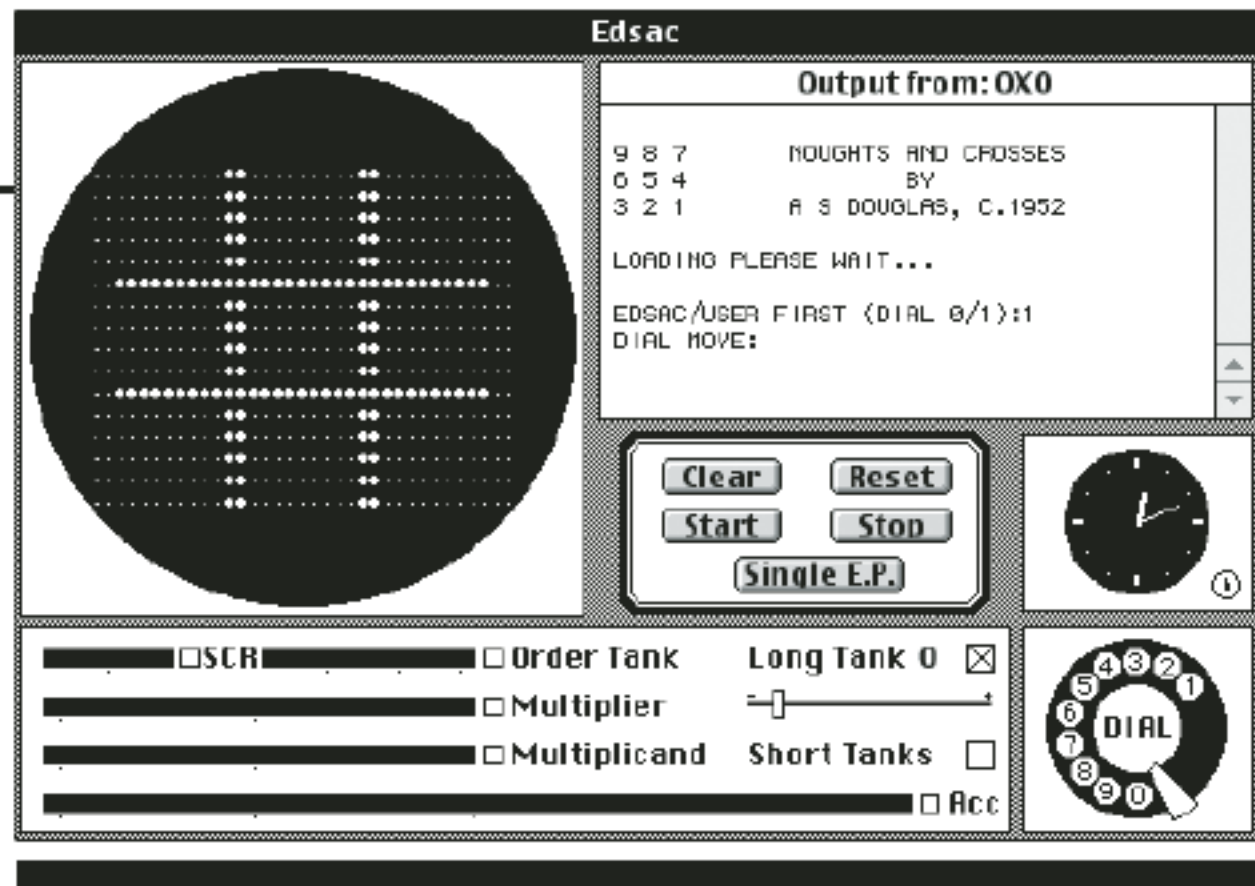 Edsac
Output from: OXO
9 8 7 NOUGHTS AND CROSSES
6 5 4 BY
3 2 1 A S DOUGLAS, C.1952
LOADING PLEASE WAIT...
EDSAC/USER FIRST (DIAL 0/1):1
DIAL MOVE:
Clear Reset
Start Stop
Single E.P.
SCR Order Tank Long Tank 0
Multiplier - +
Multiplicand Short Tanks
Acc
1 2 3 4 5 6 7 8 9 0
DIAL